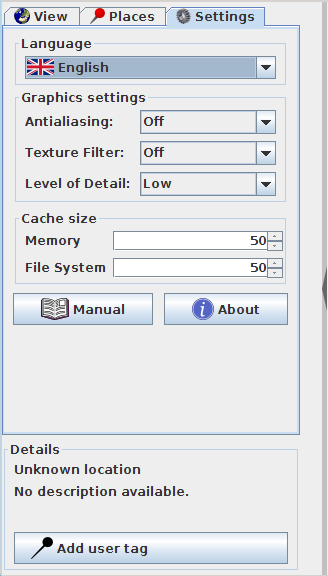 View Places Settings
Language
English
Graphics settings
Antialiasing: Off
Texture Filter: Off
Level of Detail: Low
Cache size
Memory 50
File System 50
Manual About
Details
Unknown location
No description available.
Add user tag